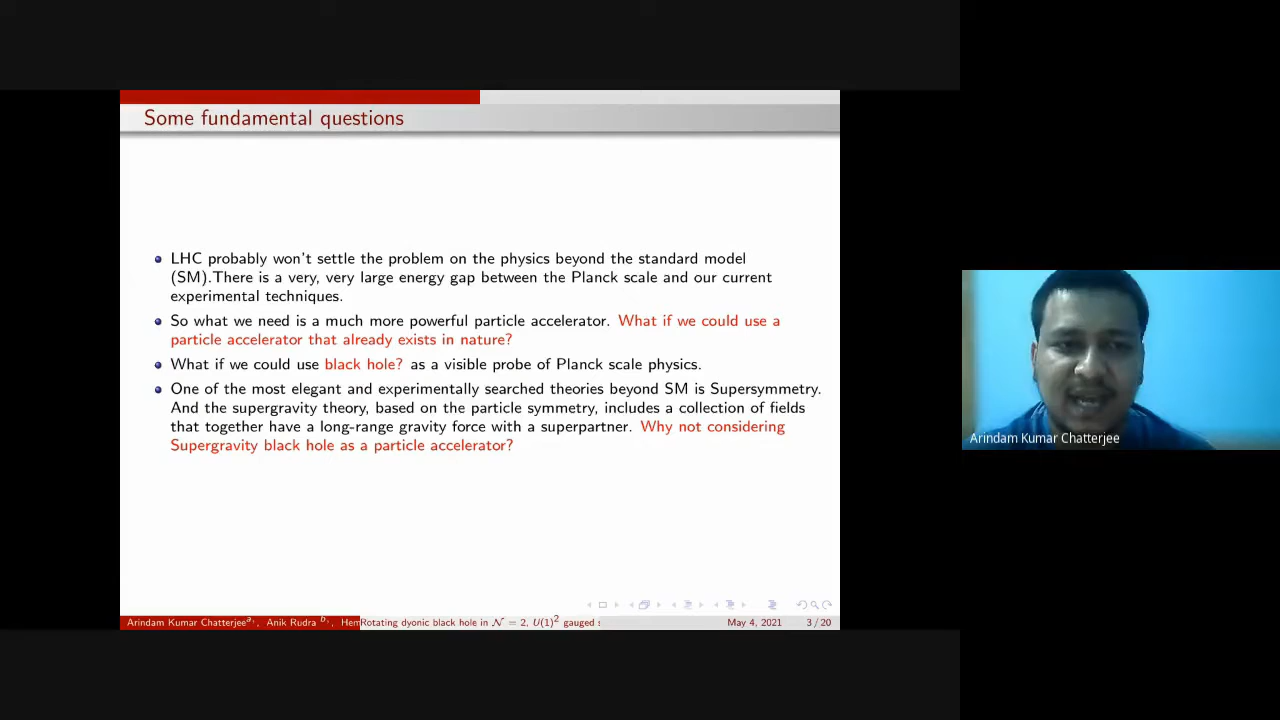 Some fundamental questions
LHC probably won't settle the problem on the physics beyond the standard model
(SM).There is a very, very large energy gap between the Planck scale and our current
experimental techniques.
So what we need is a much more powerful particle accelerator. What if we could use a
particle accelerator that already exists in nature?
What if we could use black hole? as a visible probe of Planck scale physics.
One of the most elegant and experimentally searched theories beyond SM is Supersymmetry.
And the supergravity theory, based on the particle symmetry, includes a collection of fields
that together have a long-range gravity force with a superpartner. Why not considering
Supergravity black hole as a particle accelerator?
Arindam Kumar Chatterjee
Arindam Kumar Chatterjeeᵃ,, Anik Rudra ᵇ,, Hem Rotating dyonic black hole in 𝒩 = 2, U(1)² gauged s May 4, 2021 3 / 20